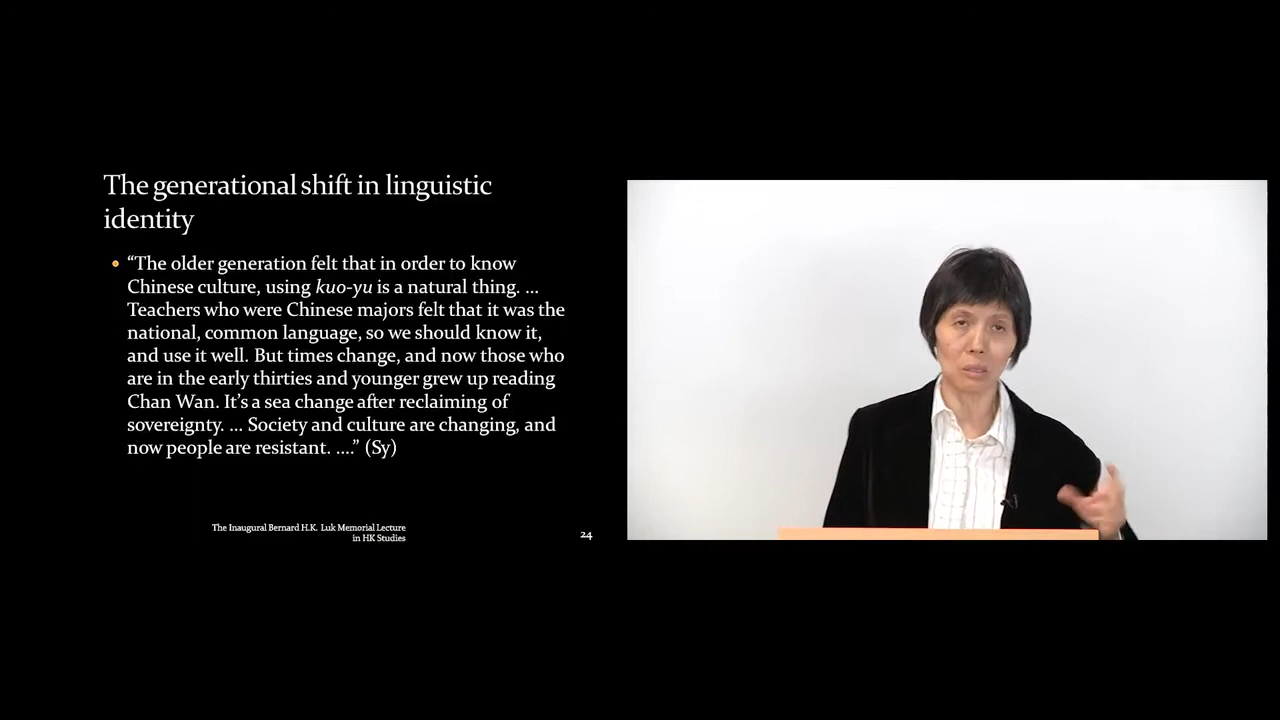 The generational shift in linguistic
identity
• “The older generation felt that in order to know
Chinese culture, using kuo-yu is a natural thing. ...
Teachers who were Chinese majors felt that it was the
national, common language, so we should know it,
and use it well. But times change, and now those who
are in the early thirties and younger grew up reading
Chan Wan. It’s a sea change after reclaiming of
sovereignty. ... Society and culture are changing, and
now people are resistant. ....” (Sy)
The Inaugural Bernard H.K. Luk Memorial Lecture
in HK Studies
24